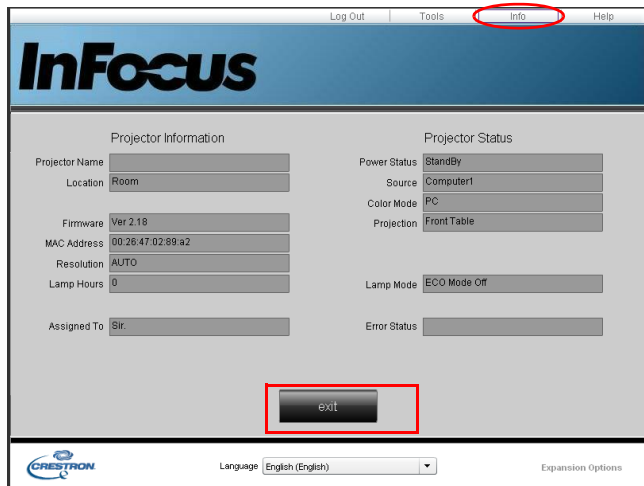 Log Out Tools Info Help
InFocus
Projector Information Projector Status
Projector Name Power Status StandBy
Location Room Source Computer1
Color Mode PC
Firmware Ver 2.18 Projection Front Table
MAC Address 00:26:47:02:89:a2
Resolution AUTO
Lamp Hours 0 Lamp Mode ECO Mode Off
Assigned To Sir. Error Status
exit
CRESTRON Language English (English) Expansion Options